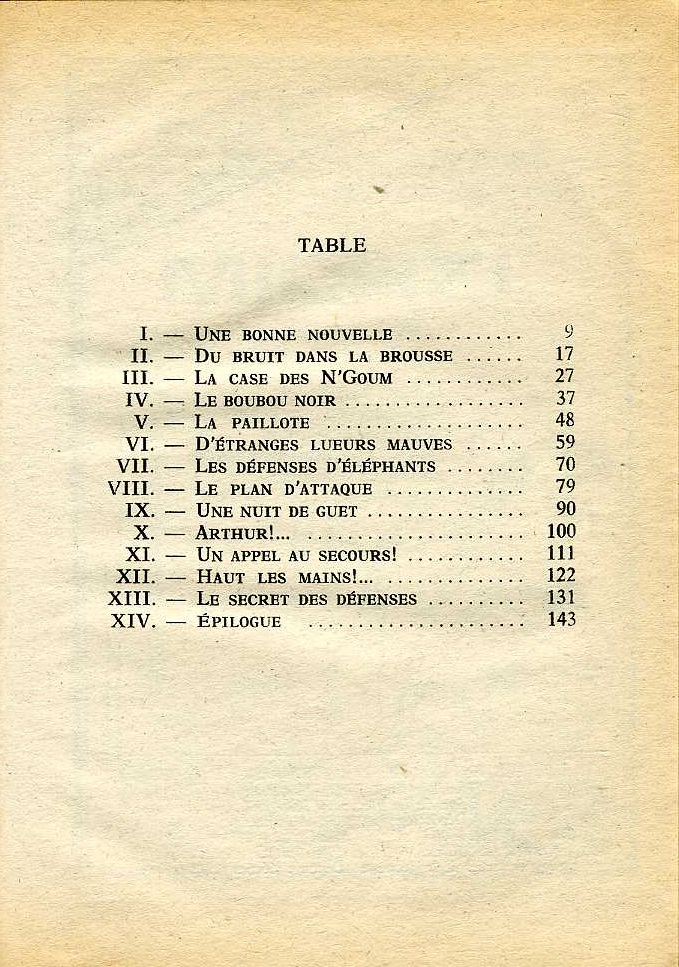 TABLE
I. — Une bonne nouvelle ............ 9
II. — Du bruit dans la brousse ...... 17
III. — La case des N'Goum ............ 27
IV. — Le boubou noir .................. 37
V. — La paillote .................... 48
VI. — D'étranges lueurs mauves ...... 59
VII. — Les défenses d'éléphants ........ 70
VIII. — Le plan d'attaque .............. 79
IX. — Une nuit de guet ................ 90
X. — Arthur!... ...................... 100
XI. — Un appel au secours! ............ 111
XII. — Haut les mains!... .............. 122
XIII. — Le secret des défenses .......... 131
XIV. — Épilogue ...................... 143